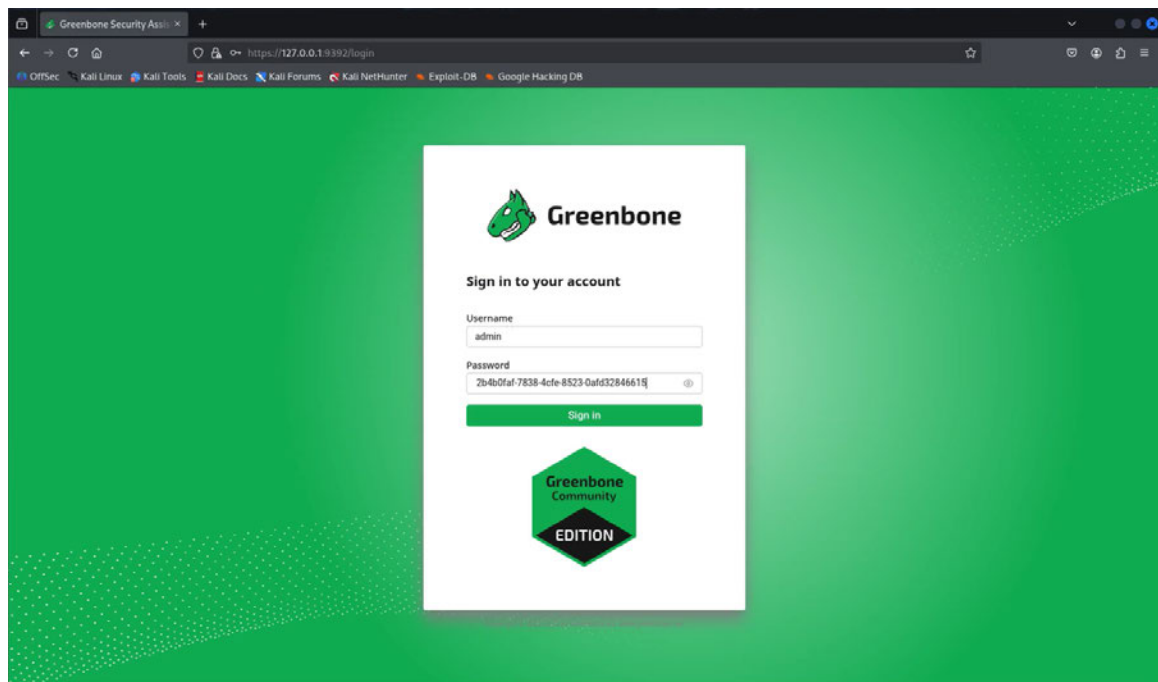 Greenbone Security Assis
https://127.0.0.1:9392/login
OffSec Kali Linux Kali Tools Kali Docs Kali Forums Kali NetHunter Exploit-DB Google Hacking DB
Greenbone
Sign in to your account
Username
admin
Password
2b4b0faf-7838-4cfe-8523-0afd32846615
Sign in
Greenbone
Community
EDITION